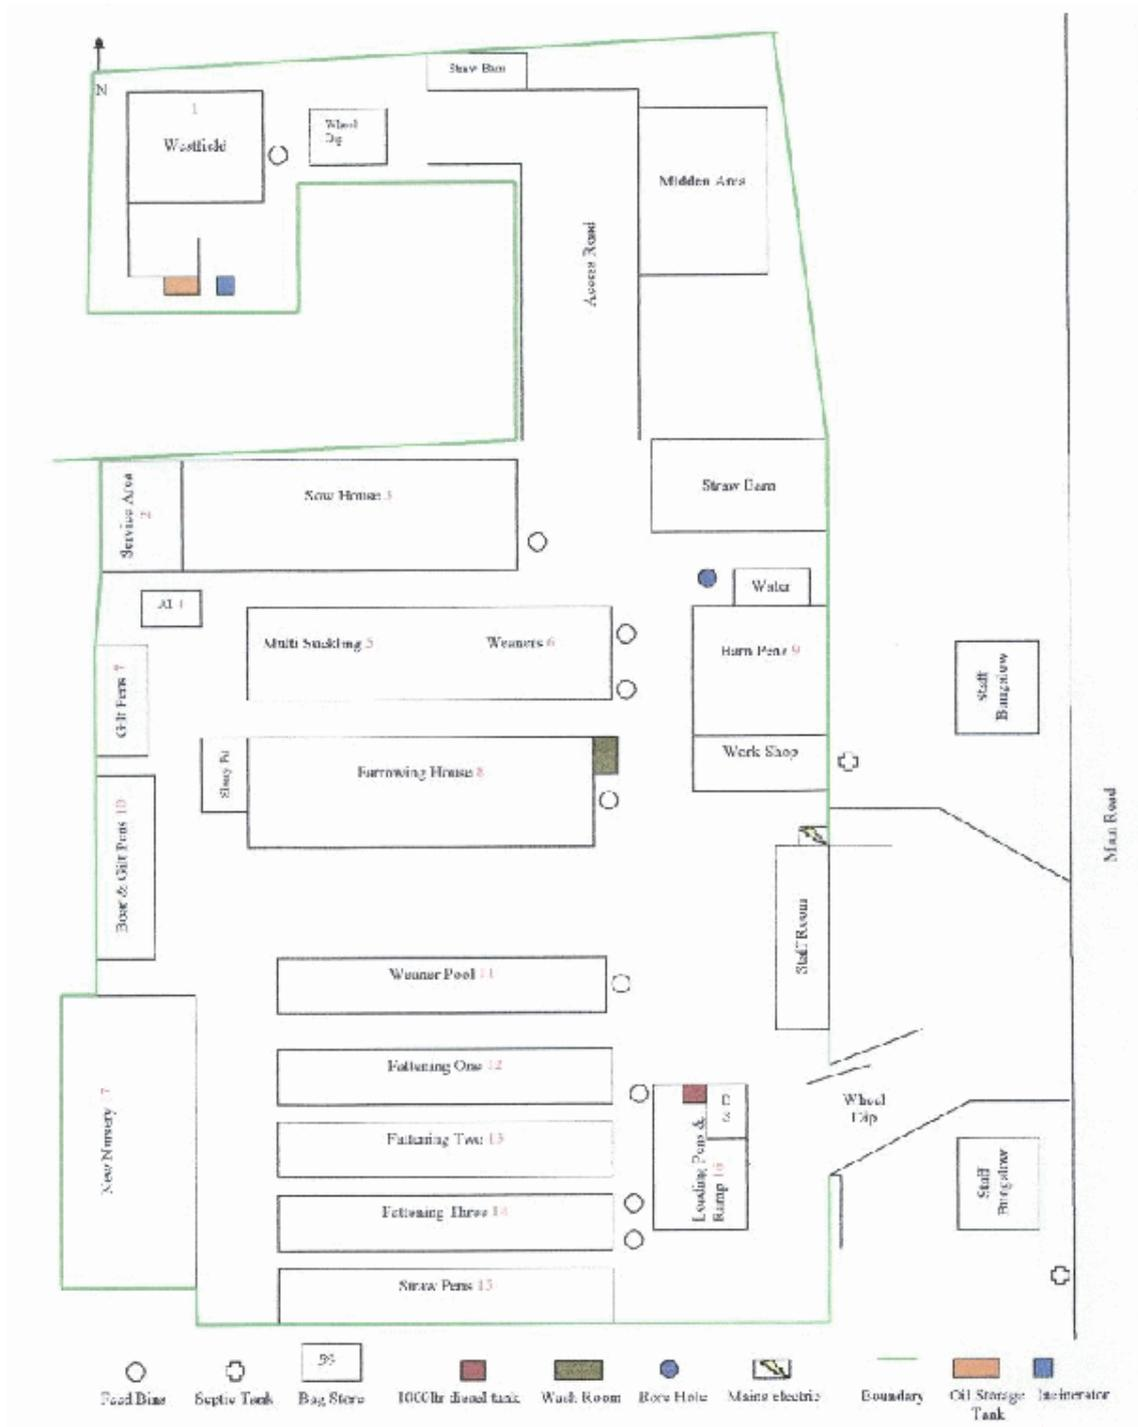 N
Straw Barn
1
Westfield
Wheel
Dip
Midden Area
Access Road
Service Area
2
Sow House 3
Straw Barn
AI 4
Water
Multi Suckling 5
Weaners 6
Barn Pens 9
Gilt Pens 7
Staff
Bungalow
Slurry Pit
Farrowing House 8
Work Shop
Boar & Gilt Pens 10
Main Road
Staff Room
Weaner Pool 11
Fattening One 12
New Nursery 17
Wheel
Dip
Loading Pens &
Ramp 16
Fattening Two 13
Staff
Bungalow
Fattening Three 14
Straw Pens 15
BS
Feed Bins
Septic Tank
Bag Store
1000ltr diesel tank
Wash Room
Bore Hole
Mains electric
Boundary
Oil Storage
Tank
Incinerator